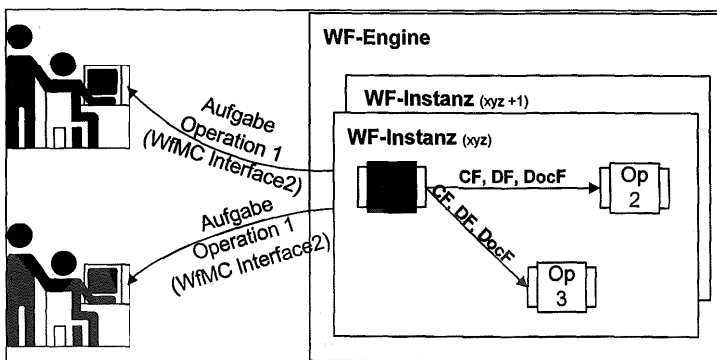 WF-Engine
WF-Instanz (xyz +1)
WF-Instanz (xyz)
Aufgabe
Operation 1
(WfMC Interface2)
CF, DF, DocF
Op
2
CF, DF, DocF
Op
3
Aufgabe
Operation 1
(WfMC Interface2)